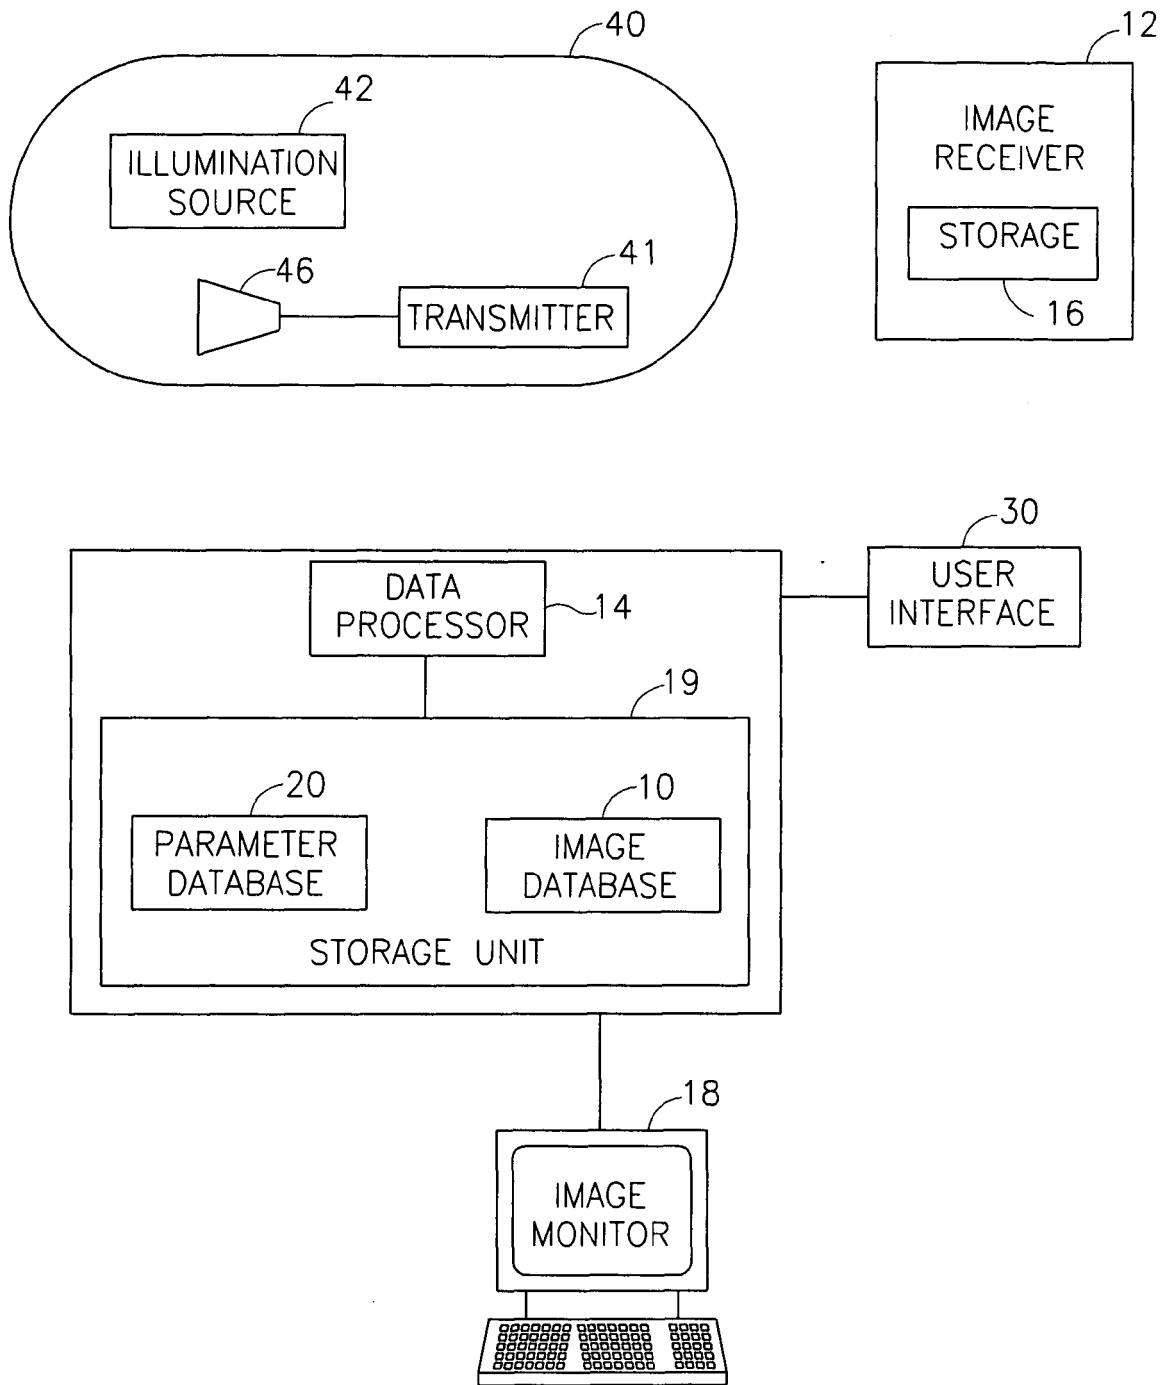 40
12
42
ILLUMINATION
SOURCE
IMAGE
RECEIVER
STORAGE
16
46
41
TRANSMITTER
30
USER
INTERFACE
DATA
PROCESSOR
14
19
20
PARAMETER
DATABASE
10
IMAGE
DATABASE
STORAGE UNIT
18
IMAGE
MONITOR